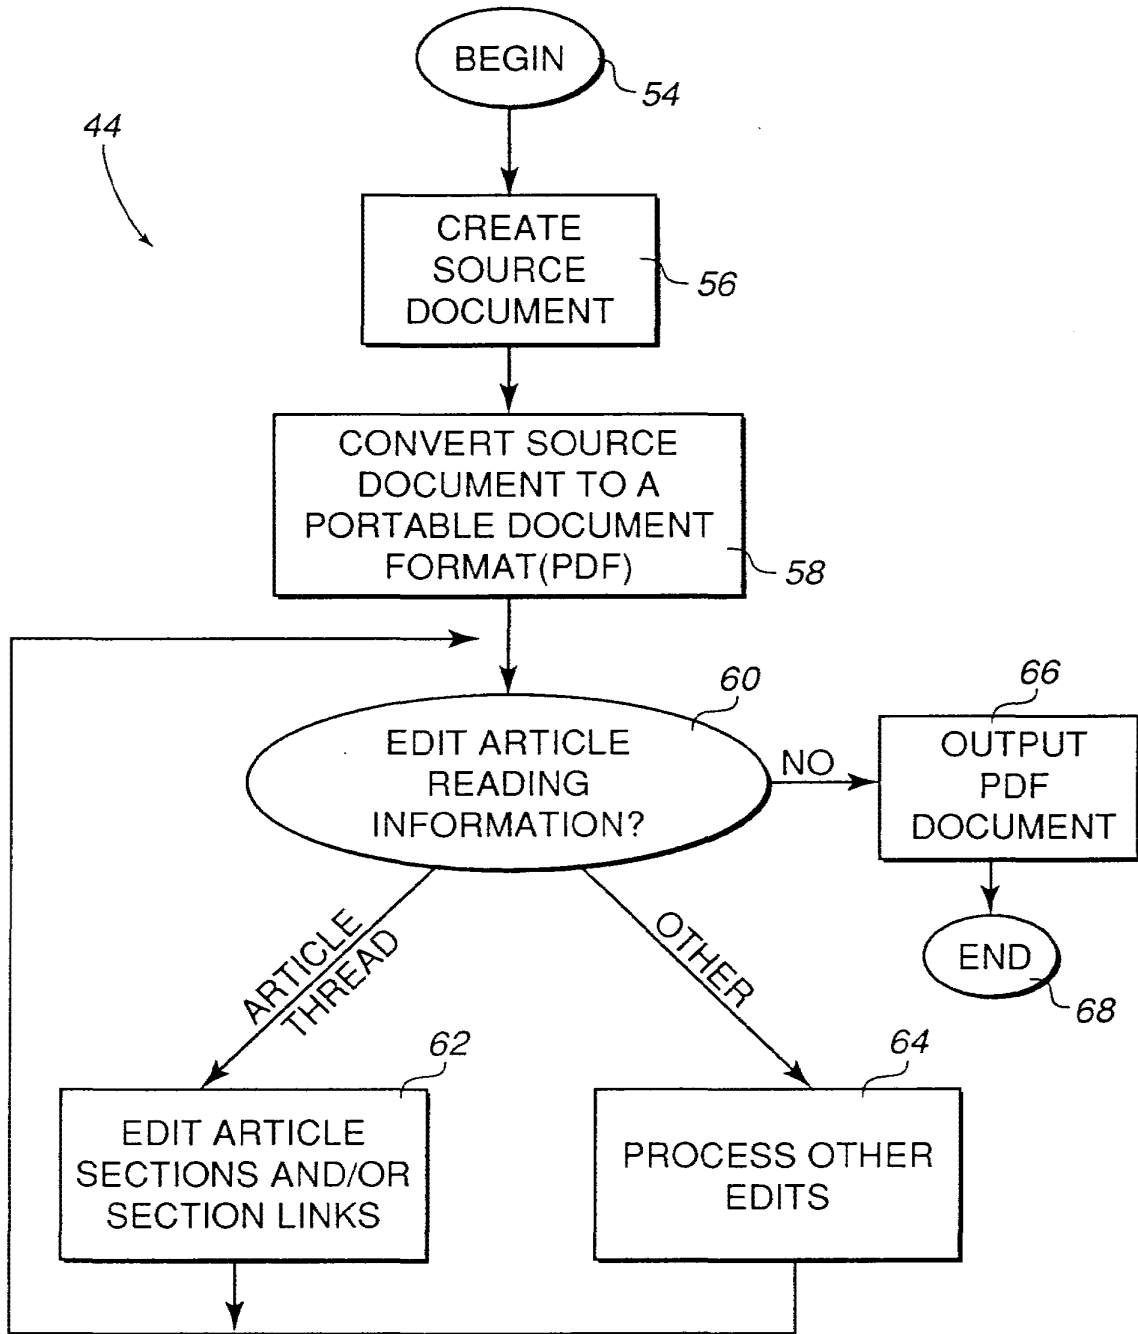 BEGIN
54
44
CREATE
SOURCE
DOCUMENT
56
CONVERT SOURCE
DOCUMENT TO A
PORTABLE DOCUMENT
FORMAT(PDF)
58
60
EDIT ARTICLE
READING
INFORMATION?
NO
66
OUTPUT
PDF
DOCUMENT
END
68
ARTICLE
THREAD
OTHER
62
EDIT ARTICLE
SECTIONS AND/OR
SECTION LINKS
64
PROCESS OTHER
EDITS